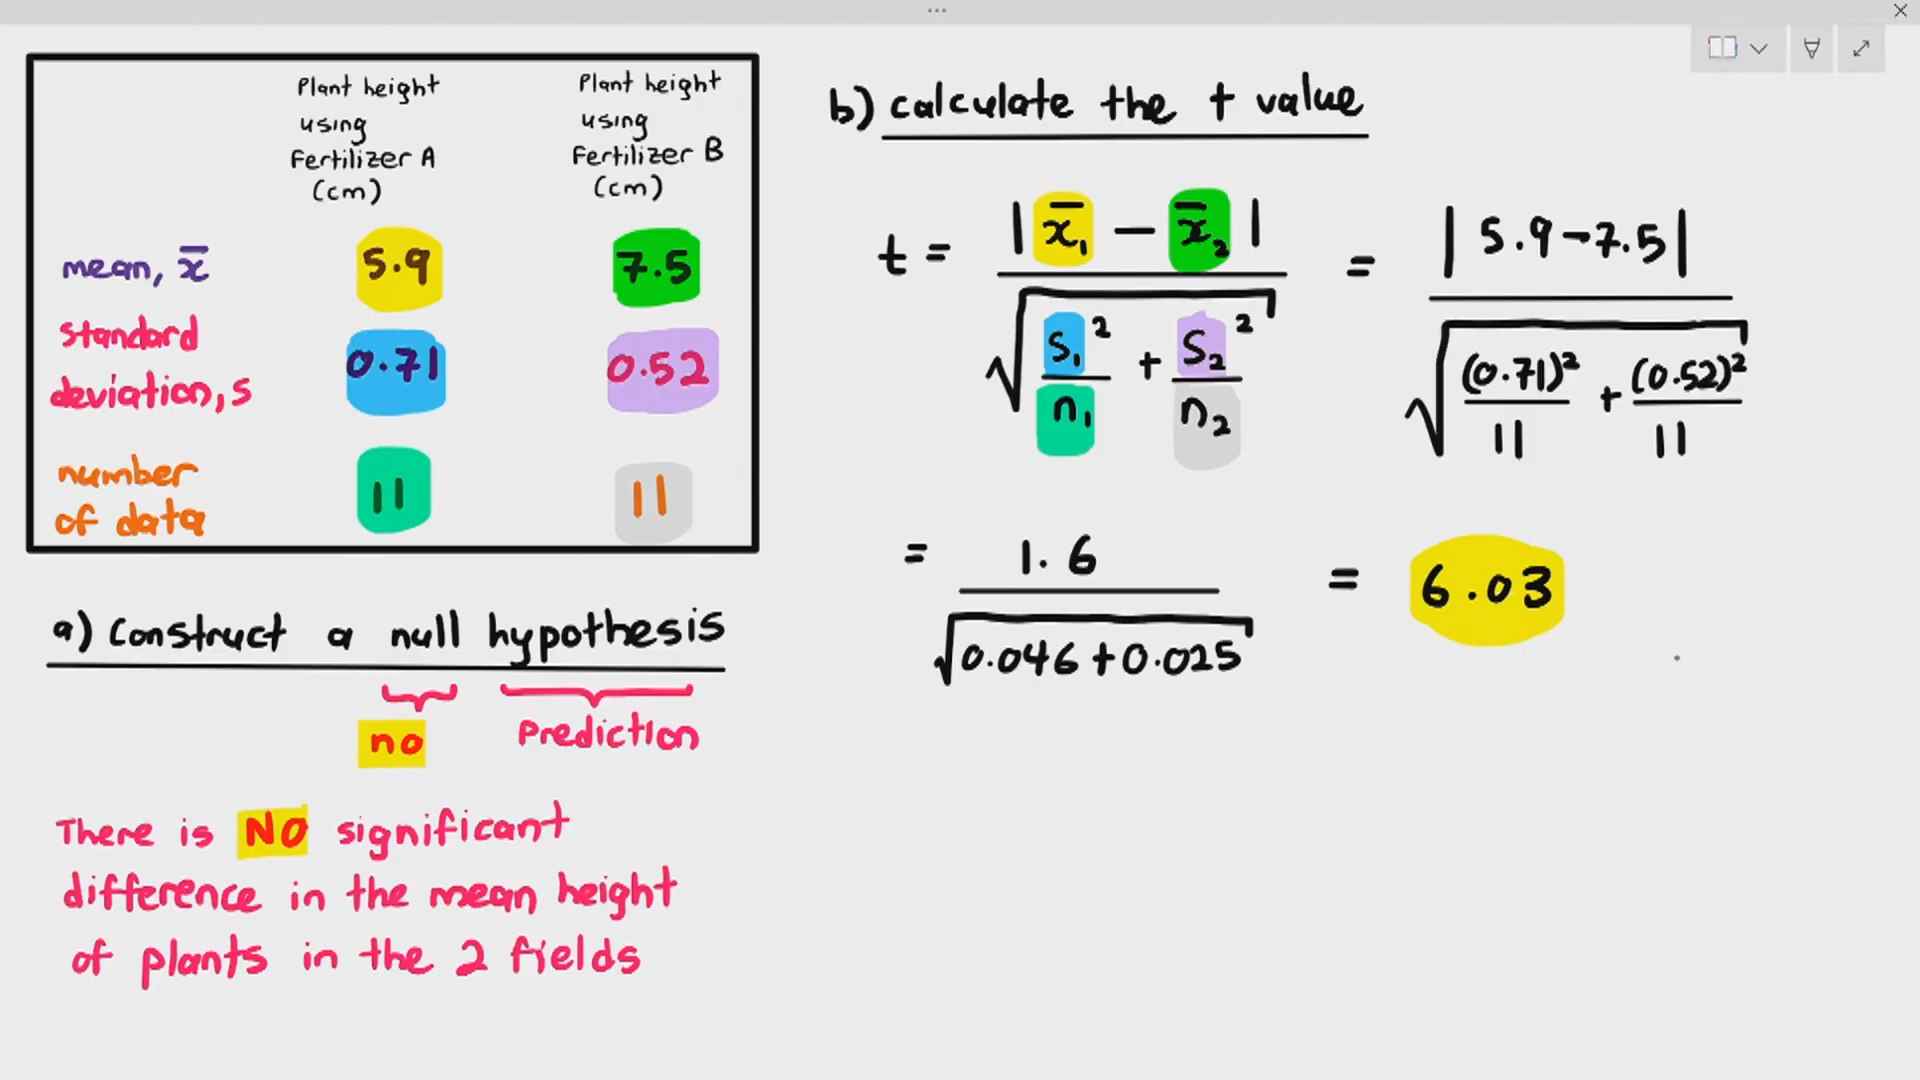 Plant height using Fertilizer A (cm)
Plant height using Fertilizer B (cm)
mean, x̄ 5.9 7.5
standard deviation, s 0.71 0.52
number of data 11 11
a) Construct a null hypothesis
no prediction
There is NO significant
difference in the mean height
of plants in the 2 fields
b) calculate the t value
t = |x̄₁ − x̄₂| / √(s₁²/n₁ + s₂²/n₂) = |5.9−7.5| / √((0.71)²/11 + (0.52)²/11)
= 1.6 / √(0.046+0.025) = 6.03